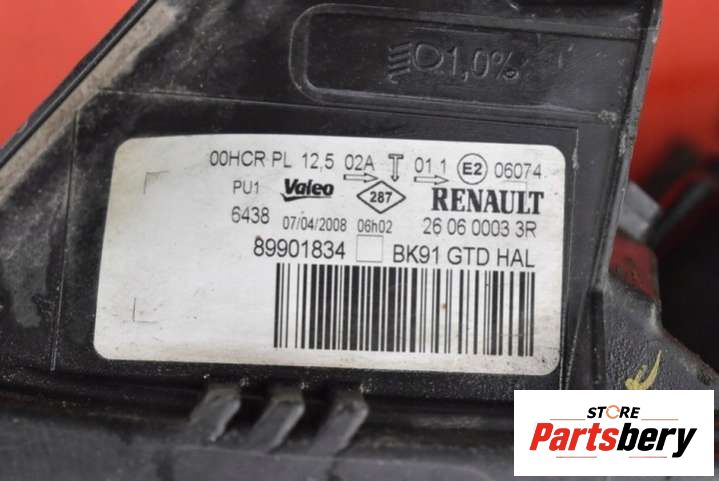 1,0%
00HCR PL 12,5 02A 01.1 E2 06074
PU1 Valeo 287 RENAULT
6438 07/04/2008 06h02 26 06 0003 3R
89901834 BK91 GTD HAL
STORE
Partsbery